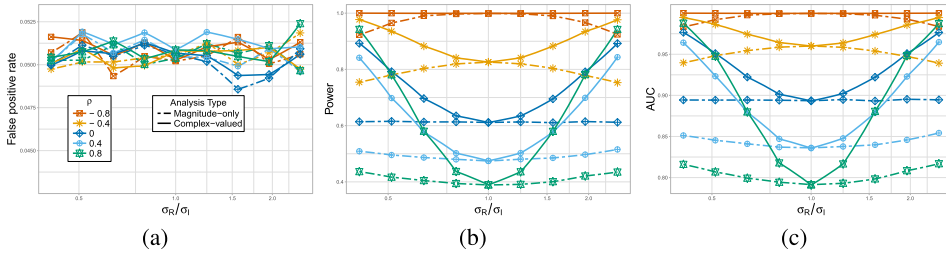 False positive rate
0.0525
0.0500
0.0475
0.0450
ρ
- 0.8
- 0.4
0
0.4
0.8
Analysis Type
Magnitude-only
Complex-valued
0.5
1.0
1.5
2.0
σR/σI
(a)
Power
1.0
0.8
0.6
0.4
0.5
1.0
1.5
2.0
σR/σI
(b)
AUC
0.95
0.90
0.85
0.80
0.5
1.0
1.5
2.0
σR/σI
(c)